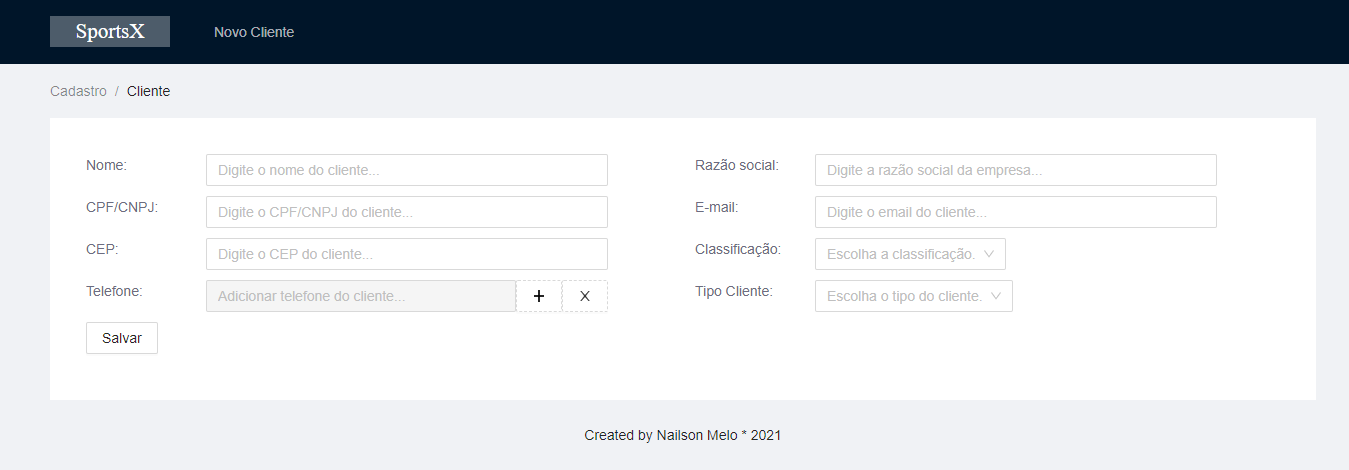 SportsX Novo Cliente
Cadastro / Cliente
Nome: Digite o nome do cliente... Razão social: Digite a razão social da empresa...
CPF/CNPJ: Digite o CPF/CNPJ do cliente... E-mail: Digite o email do cliente...
CEP: Digite o CEP do cliente... Classificação: Escolha a classificação.
Telefone: Adicionar telefone do cliente... + X Tipo Cliente: Escolha o tipo do cliente.
Salvar
Created by Nailson Melo * 2021